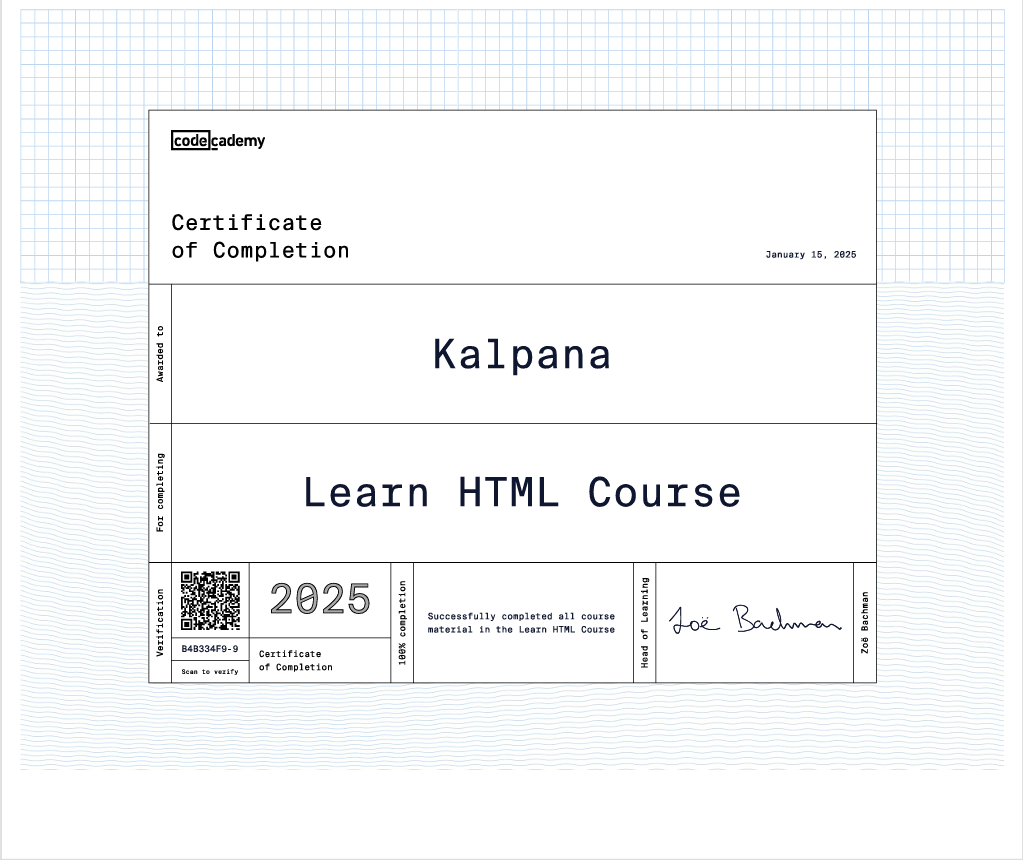 codecademy
Certificate
of Completion
January 15, 2025
Awarded to
Kalpana
For completing
Learn HTML Course
Verification
B4B334F9-9
Scan to verify
2025
Certificate
of Completion
100% completion
Successfully completed all course
material in the Learn HTML Course
Head of Learning
Zoë Bachman
Zoë Bachman